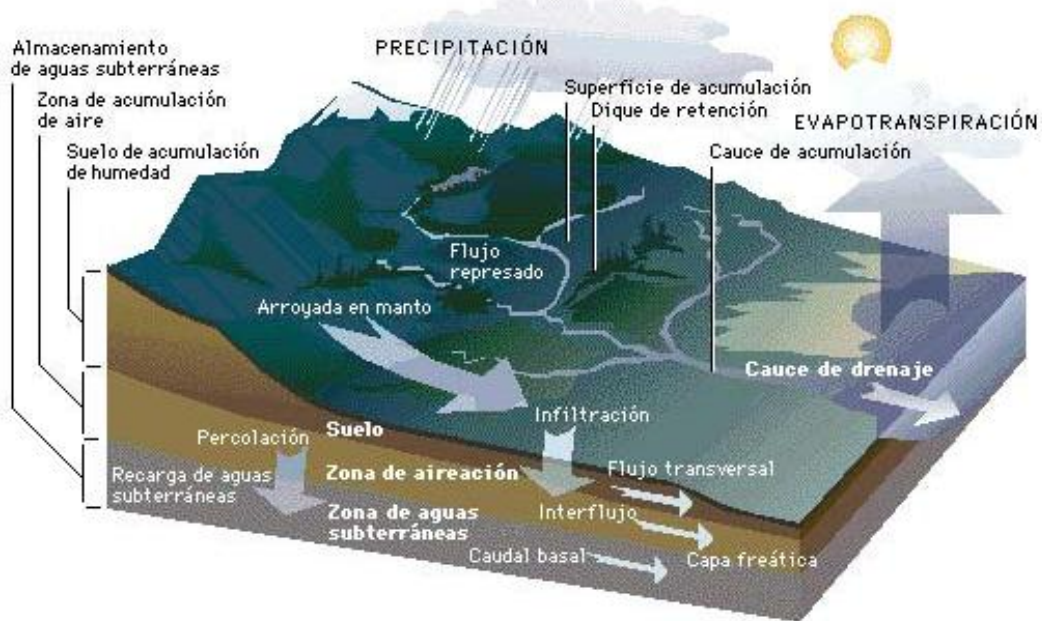 Almacenamiento
de aguas subterráneas
Zona de acumulación
de aire
Suelo de acumulación
de humedad
PRECIPITACIÓN
Superficie de acumulación
Dique de retención
EVAPOTRANSPIRACIÓN
Cauce de acumulación
Flujo
represado
Arroyada en manto
Cauce de drenaje
Infiltración
Percolación
Suelo
Recarga de aguas
subterráneas
Zona de aireación
Flujo transversal
Zona de aguas
subterráneas
Interflujo
Caudal basal
Capa freática